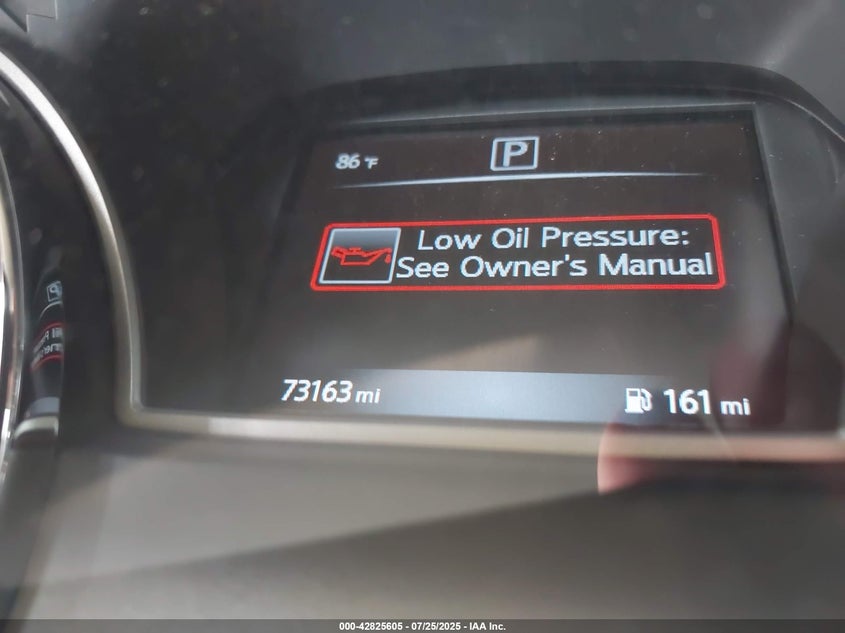 86 °F
P
Low Oil Pressure:
See Owner's Manual
73163 mi
161 mi
000-42825605 - 07/25/2025 - IAA Inc.